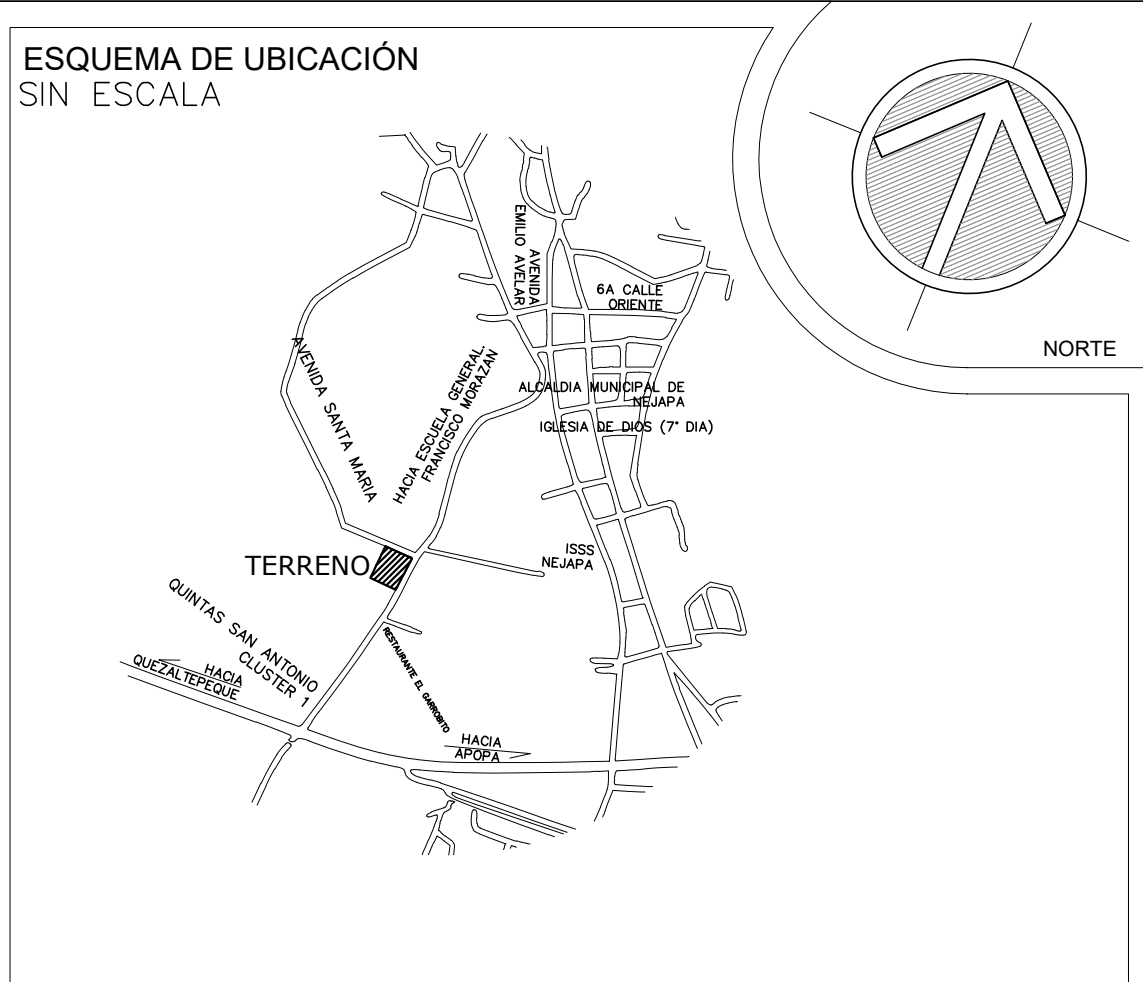 ESQUEMA DE UBICACIÓN
SIN ESCALA
NORTE
AVENIDA
EMILIO AVELAR
6A CALLE
ORIENTE
AVENIDA SANTA MARIA
HACIA ESCUELA GENERAL.
FRANCISCO MORAZAN
ALCALDIA MUNICIPAL DE
NEJAPA
IGLESIA DE DIOS (7° DIA)
ISSS
NEJAPA
TERRENO
QUINTAS SAN ANTONIO
CLUSTER 1
HACIA
QUEZALTEPEQUE
RESTAURANTE EL GARROBITO
HACIA
APOPA